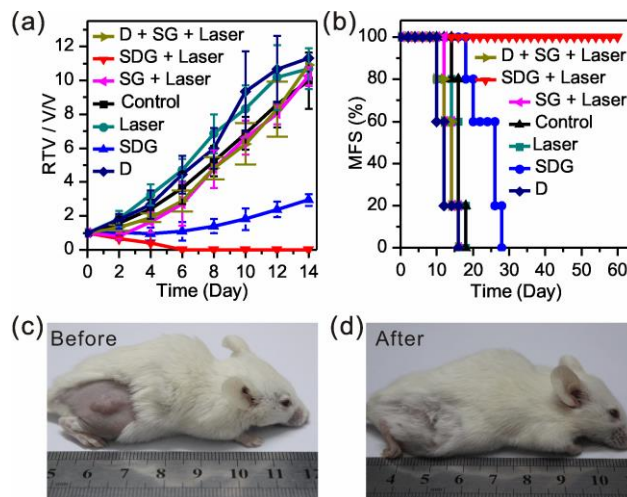 (a)
12
10
8
6
4
2
0
RTV / V/V
D + SG + Laser
SDG + Laser
SG + Laser
Control
Laser
SDG
D
0 2 4 6 8 10 12 14
Time (Day)
(b)
100
80
60
40
20
0
MFS (%)
D + SG + Laser
SDG + Laser
SG + Laser
Control
Laser
SDG
D
0 10 20 30 40 50 60
Time (Day)
(c) Before
5 6 7 8 9 10 11 12
(d) After
4 5 6 7 8 9 10